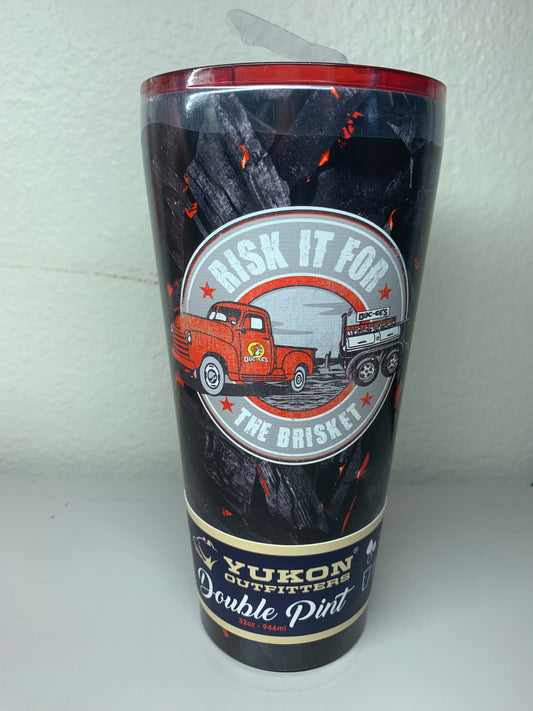 RISK IT FOR
BUC-EE'S
BUC-EE'S
THE BRISKET
YUKON®
OUTFITTERS
Double Pint
32oz · 946ml